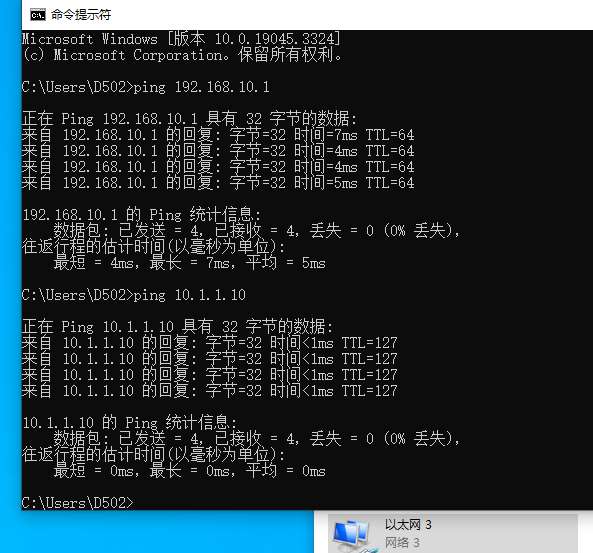 命令提示符
Microsoft Windows [版本 10.0.19045.3324]
(c) Microsoft Corporation。保留所有权利。
C:\Users\D502>ping 192.168.10.1
正在 Ping 192.168.10.1 具有 32 字节的数据:
来自 192.168.10.1 的回复: 字节=32 时间=7ms TTL=64
来自 192.168.10.1 的回复: 字节=32 时间=4ms TTL=64
来自 192.168.10.1 的回复: 字节=32 时间=4ms TTL=64
来自 192.168.10.1 的回复: 字节=32 时间=5ms TTL=64
192.168.10.1 的 Ping 统计信息:
数据包: 已发送 = 4，已接收 = 4，丢失 = 0 (0% 丢失)，
往返行程的估计时间(以毫秒为单位):
最短 = 4ms，最长 = 7ms，平均 = 5ms
C:\Users\D502>ping 10.1.1.10
正在 Ping 10.1.1.10 具有 32 字节的数据:
来自 10.1.1.10 的回复: 字节=32 时间<1ms TTL=127
来自 10.1.1.10 的回复: 字节=32 时间<1ms TTL=127
来自 10.1.1.10 的回复: 字节=32 时间<1ms TTL=127
来自 10.1.1.10 的回复: 字节=32 时间<1ms TTL=127
10.1.1.10 的 Ping 统计信息:
数据包: 已发送 = 4，已接收 = 4，丢失 = 0 (0% 丢失)，
往返行程的估计时间(以毫秒为单位):
最短 = 0ms，最长 = 0ms，平均 = 0ms
C:\Users\D502>
以太网 3
网络 3